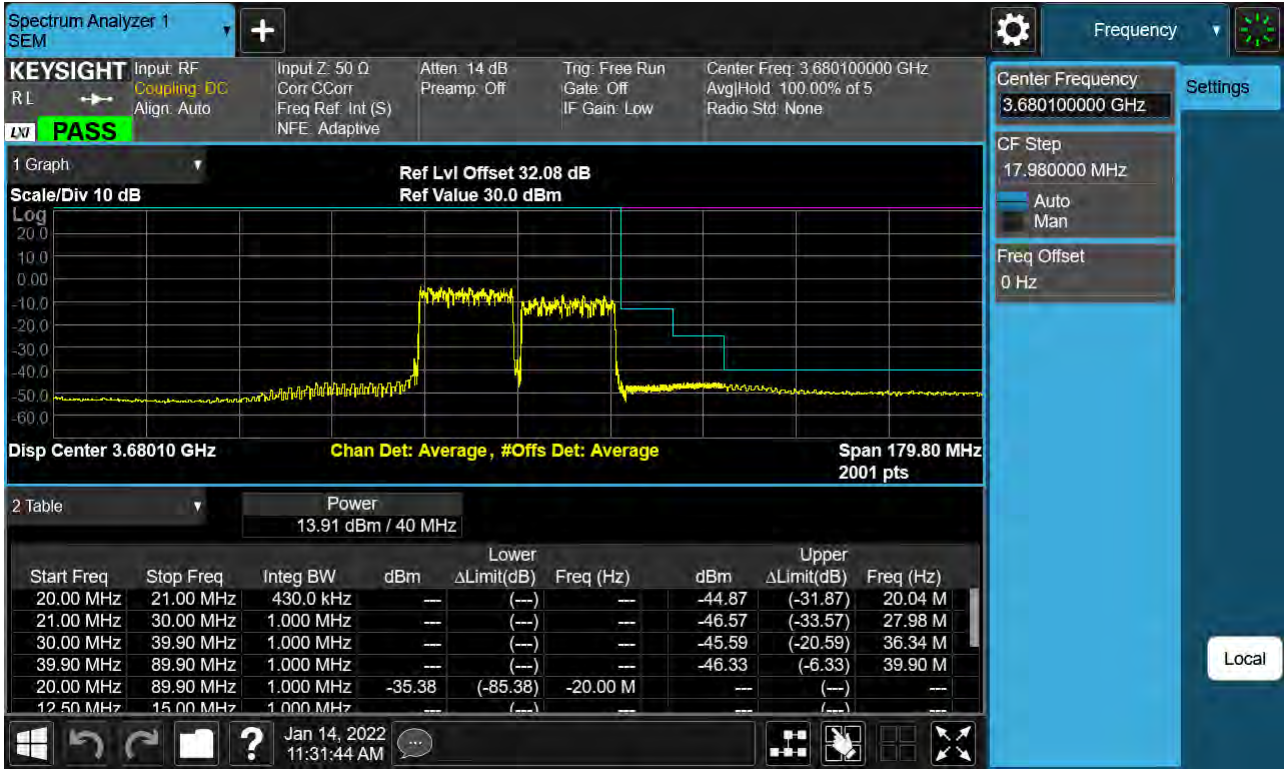 Spectrum Analyzer 1
SEM
+
Frequency
KEYSIGHT
RL
LXI
PASS
Input: RF
Coupling: DC
Align: Auto
Input Z: 50 Ω
Corr CCorr
Freq Ref: Int (S)
NFE: Adaptive
Atten: 14 dB
Preamp: Off
Trig: Free Run
Gate: Off
IF Gain: Low
Center Freq: 3.680100000 GHz
Avg|Hold: 100.00% of 5
Radio Std: None
Center Frequency
3.680100000 GHz
Settings
CF Step
17.980000 MHz
Auto
Man
Freq Offset
0 Hz
1 Graph
Scale/Div 10 dB
Ref Lvl Offset 32.08 dB
Ref Value 30.0 dBm
Log
20.0
10.0
0.00
-10.0
-20.0
-30.0
-40.0
-50.0
-60.0
Disp Center 3.68010 GHz
Chan Det: Average , #Offs Det: Average
Span 179.80 MHz
2001 pts
2 Table
Power
13.91 dBm / 40 MHz
Lower Upper
Start Freq Stop Freq Integ BW dBm ΔLimit(dB) Freq (Hz) dBm ΔLimit(dB) Freq (Hz)
20.00 MHz 21.00 MHz 430.0 kHz --- (---) --- -44.87 (-31.87) 20.04 M
21.00 MHz 30.00 MHz 1.000 MHz --- (---) --- -46.57 (-33.57) 27.98 M
30.00 MHz 39.90 MHz 1.000 MHz --- (---) --- -45.59 (-20.59) 36.34 M
39.90 MHz 89.90 MHz 1.000 MHz --- (---) --- -46.33 (-6.33) 39.90 M
20.00 MHz 89.90 MHz 1.000 MHz -35.38 (-85.38) -20.00 M --- (---) ---
12.50 MHz 15.00 MHz 1.000 MHz --- (---) --- --- (---) ---
Local
?
Jan 14, 2022
11:31:44 AM